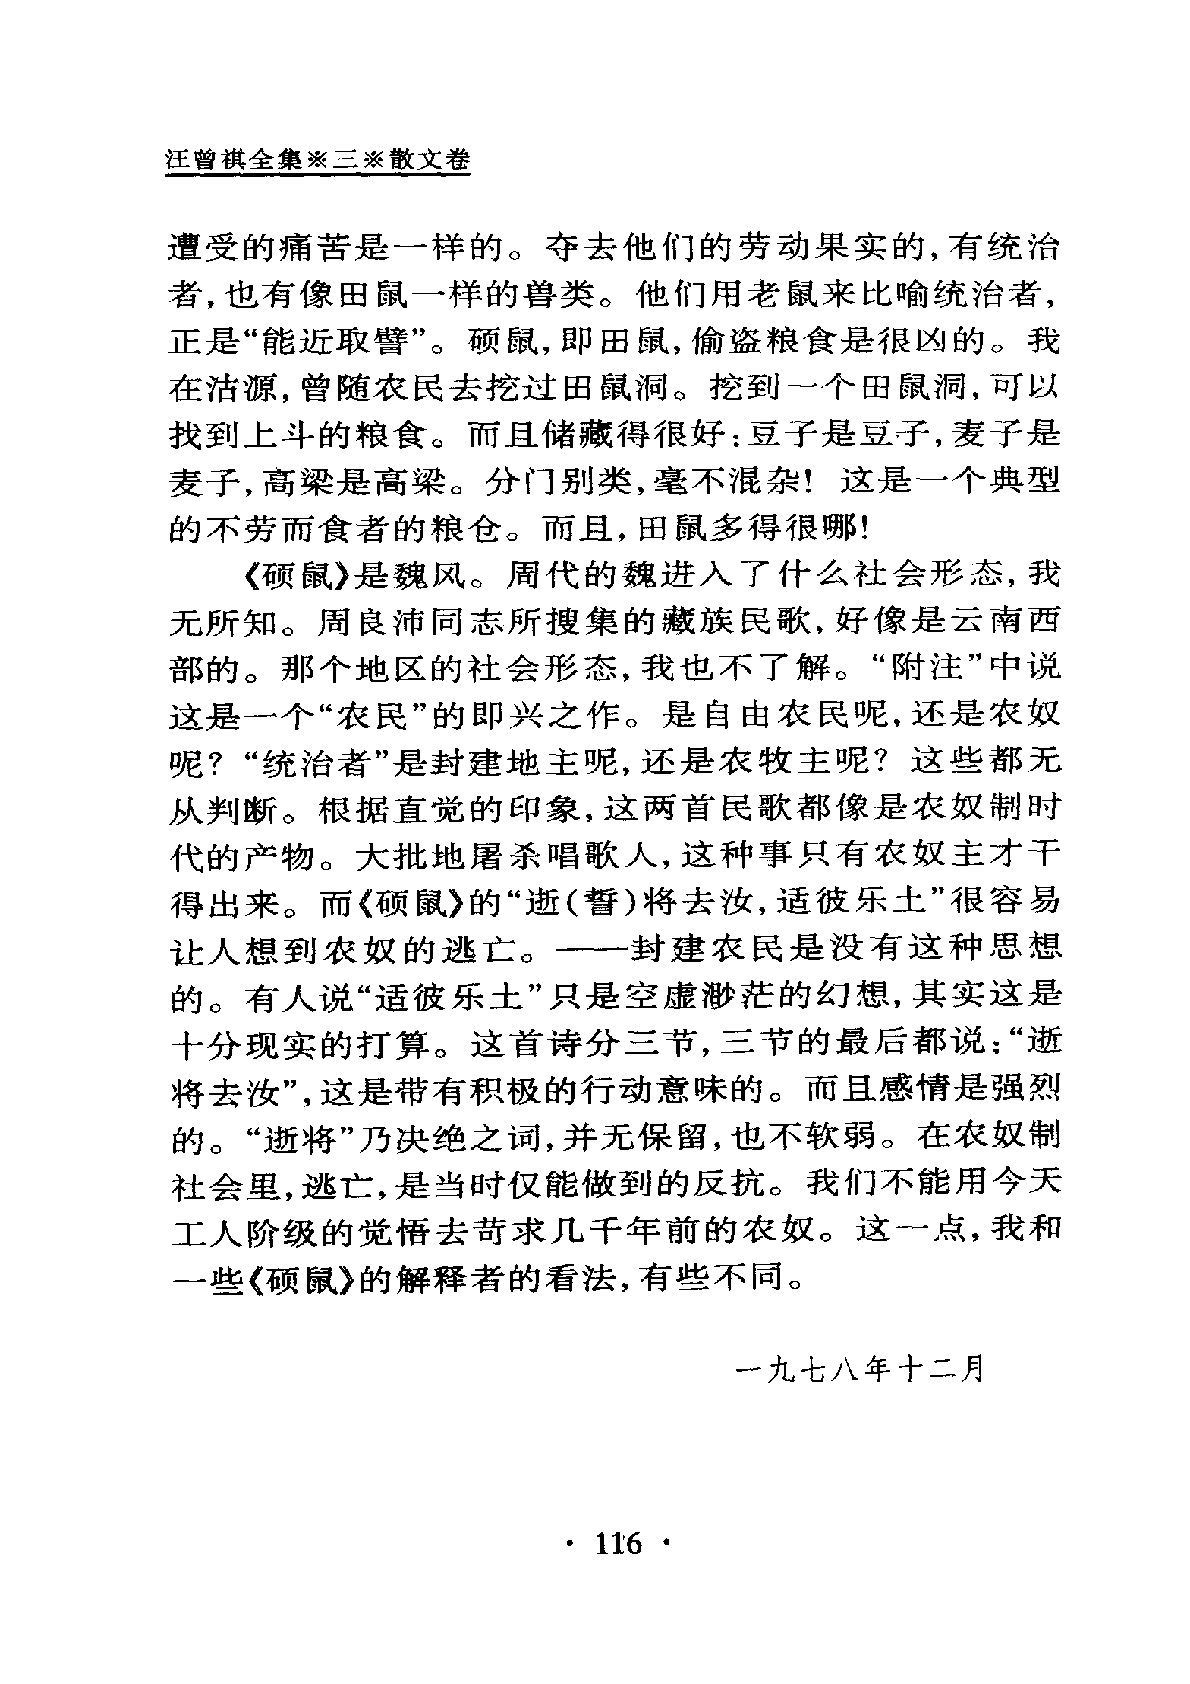 汪曾祺全集※三※散文卷
遭受的痛苦是一样的。夺去他们的劳动果实的,有统治
者,也有像田鼠一样的兽类。他们用老鼠来比喻统治者,
正是“能近取譬”。硕鼠,即田鼠,偷盗粮食是很凶的。我
在沽源,曾随农民去挖过田鼠洞。挖到一个田鼠洞,可以
找到上斗的粮食。而且储藏得很好:豆子是豆子,麦子是
麦子,高粱是高粱。分门别类,毫不混杂!这是一个典型
的不劳而食者的粮仓。而且,田鼠多得很哪!
《硕鼠》是魏风。周代的魏进入了什么社会形态,我
无所知。周良沛同志所搜集的藏族民歌,好像是云南西
部的。那个地区的社会形态,我也不了解。“附注”中说
这是一个“农民”的即兴之作。是自由农民呢,还是农奴
呢?“统治者”是封建地主呢,还是农牧主呢?这些都无
从判断。根据直觉的印象,这两首民歌都像是农奴制时
代的产物。大批地屠杀唱歌人,这种事只有农奴主才干
得出来。而《硕鼠》的“逝(誓)将去汝,适彼乐土”很容易
让人想到农奴的逃亡。——封建农民是没有这种思想
的。有人说“适彼乐土”只是空虚渺茫的幻想,其实这是
十分现实的打算。这首诗分三节,三节的最后都说:“逝
将去汝”,这是带有积极的行动意味的。而且感情是强烈
的。“逝将”乃决绝之词,并无保留,也不软弱。在农奴制
社会里,逃亡,是当时仅能做到的反抗。我们不能用今天
工人阶级的觉悟去苛求几千年前的农奴。这一点,我和
一些《硕鼠》的解释者的看法,有些不同。
一九七八年十二月
· 116 ·